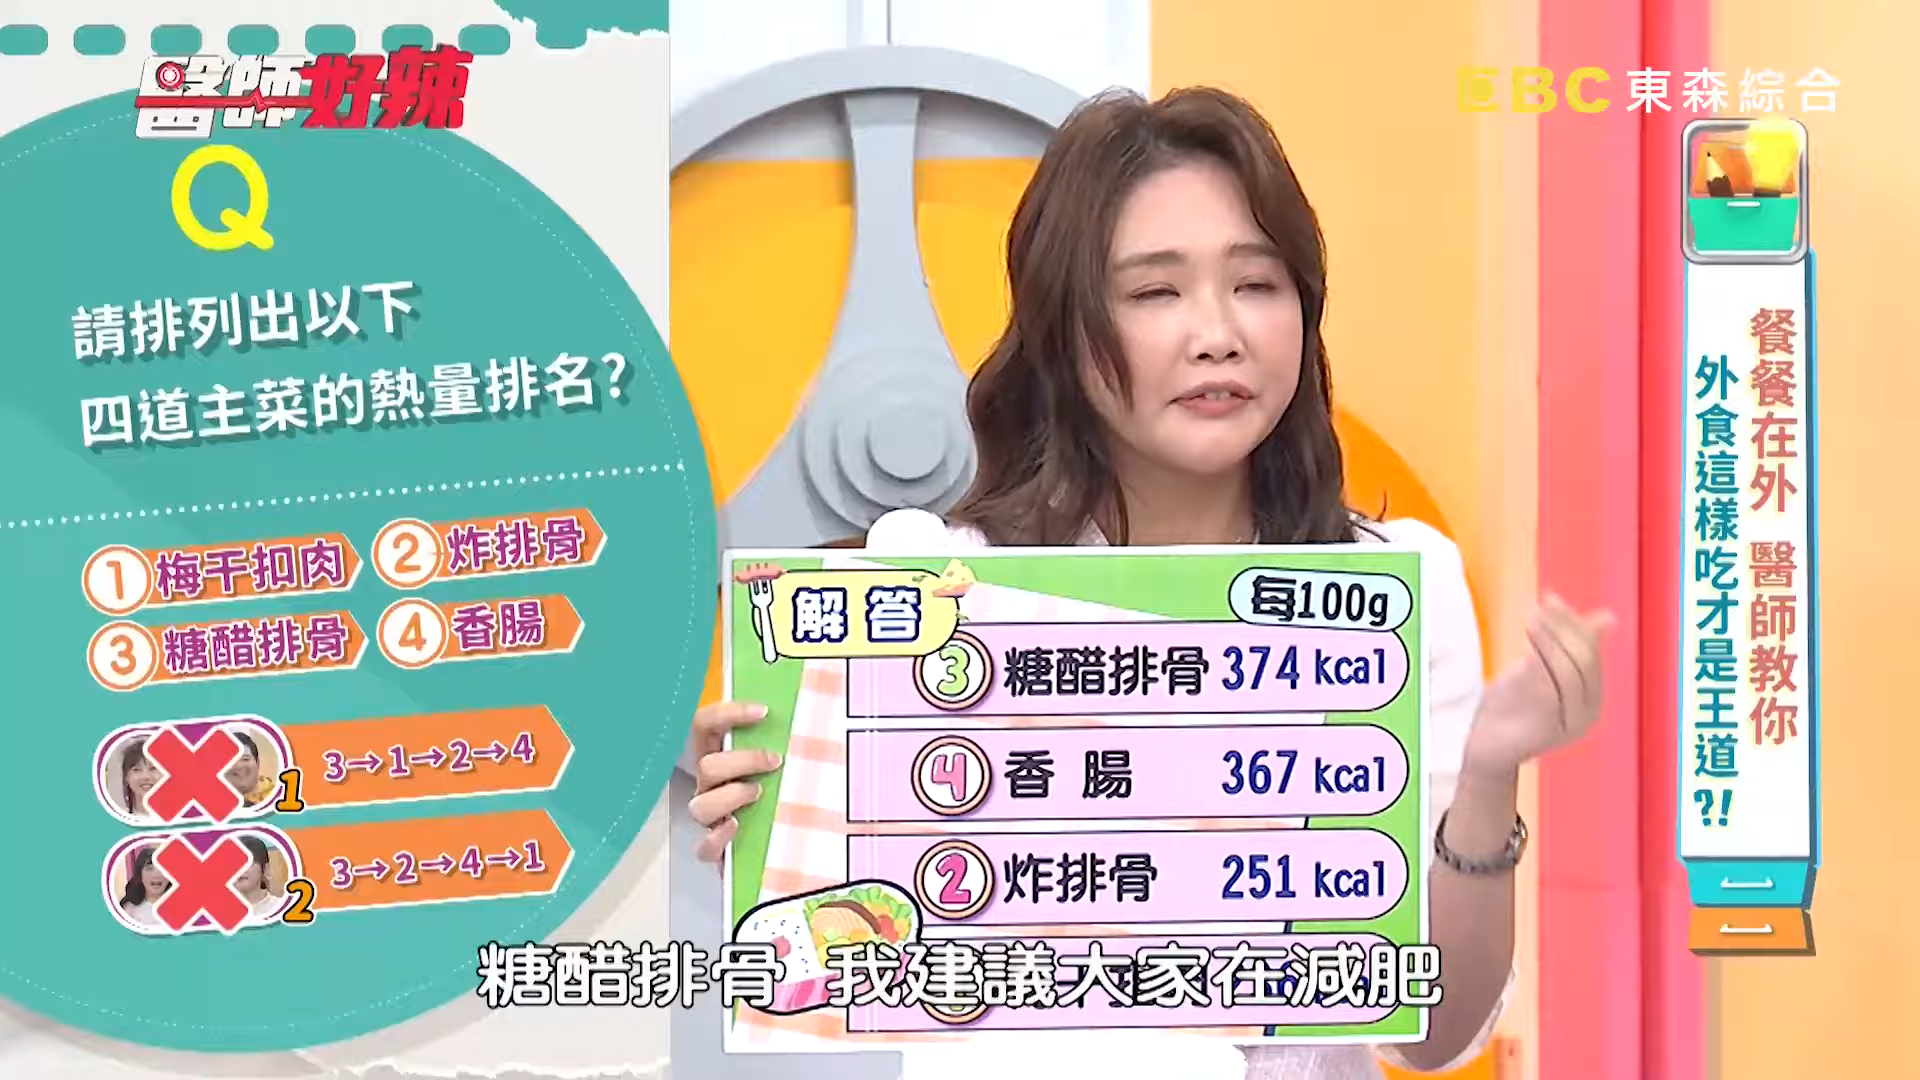 醫師好辣
EBC 東森綜合
Q
請排列出以下
四道主菜的熱量排名?
1 梅干扣肉
2 炸排骨
3 糖醋排骨
4 香腸
1 3→1→2→4
2 3→2→4→1
餐餐在外 醫師教你
外食這樣吃才是王道?!
解答
每100g
3 糖醋排骨 374 kcal
4 香腸 367 kcal
2 炸排骨 251 kcal
糖醋排骨 我建議大家在減肥